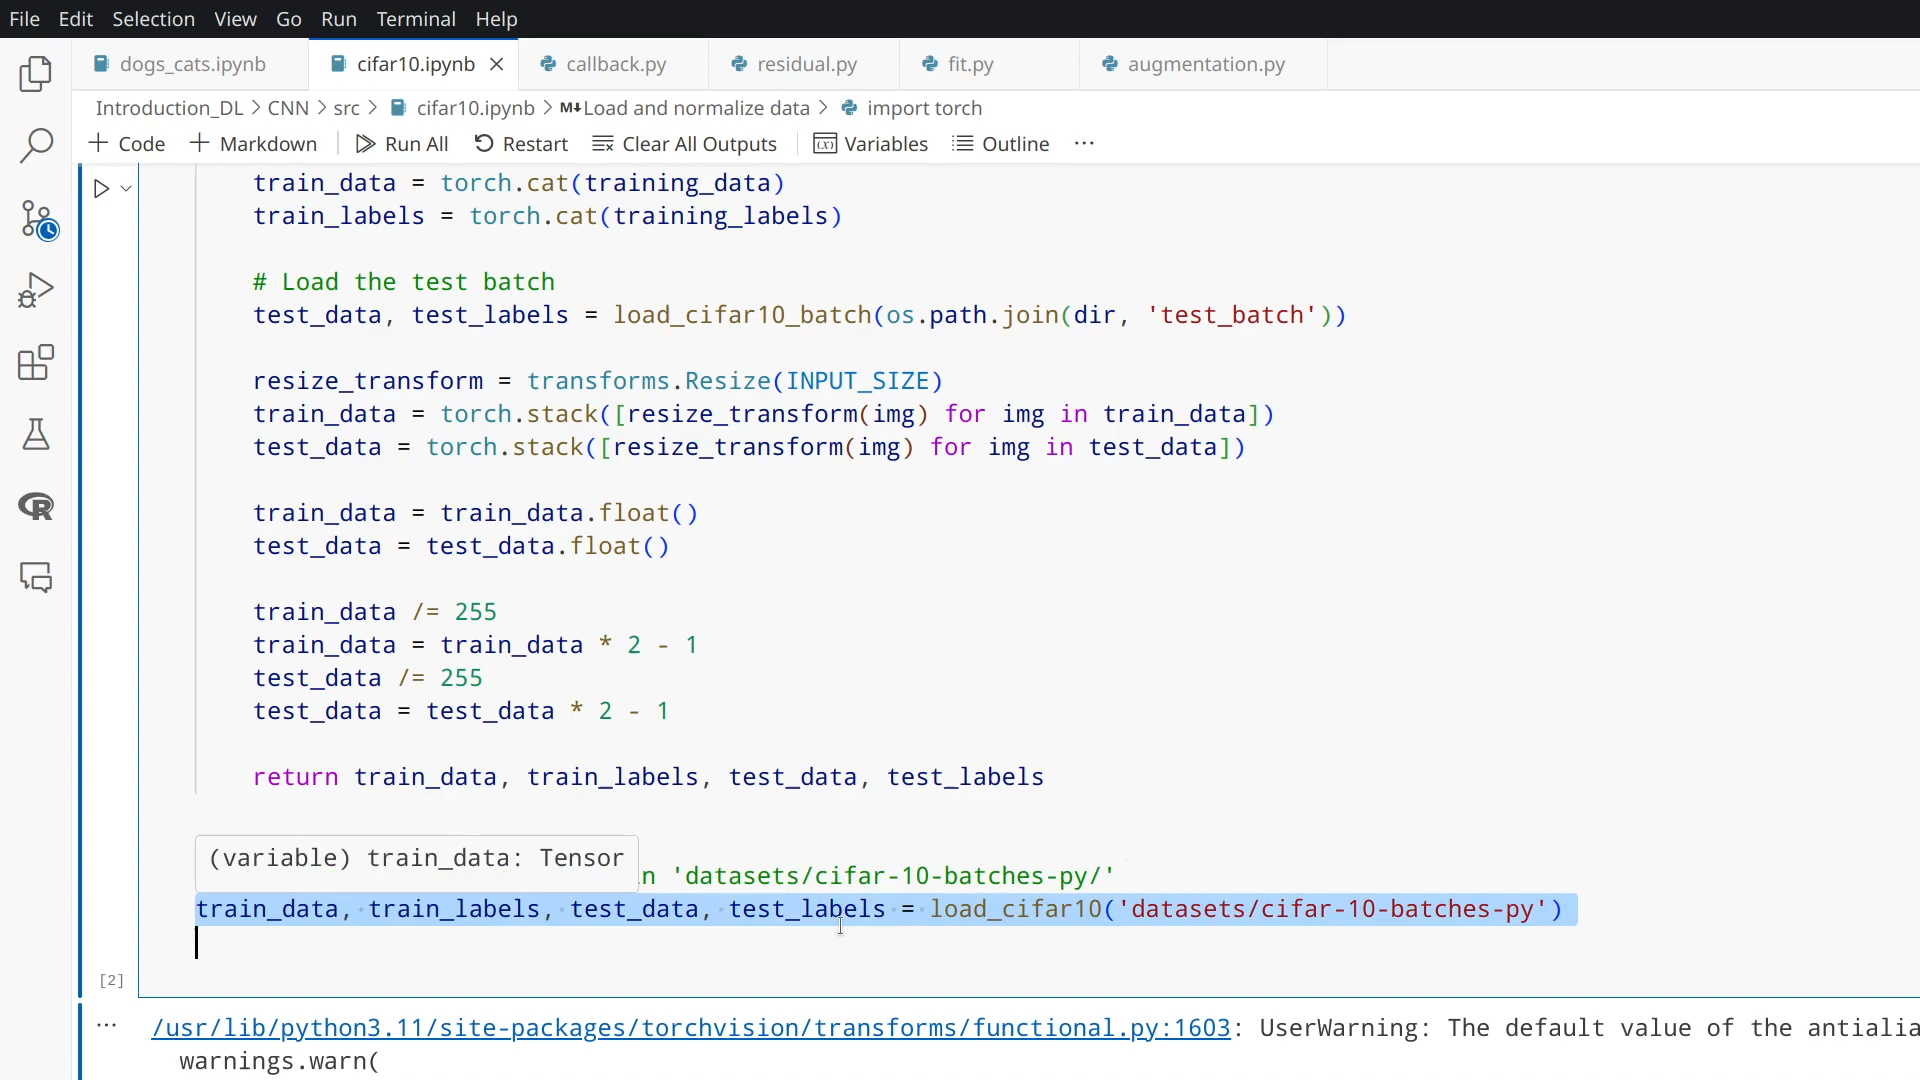 File Edit Selection View Go Run Terminal Help
dogs_cats.ipynb cifar10.ipynb callback.py residual.py fit.py augmentation.py
Introduction_DL > CNN > src > cifar10.ipynb > M↓Load and normalize data > import torch
+ Code + Markdown Run All Restart Clear All Outputs Variables Outline ...
train_data = torch.cat(training_data)
train_labels = torch.cat(training_labels)
# Load the test batch
test_data, test_labels = load_cifar10_batch(os.path.join(dir, 'test_batch'))
resize_transform = transforms.Resize(INPUT_SIZE)
train_data = torch.stack([resize_transform(img) for img in train_data])
test_data = torch.stack([resize_transform(img) for img in test_data])
train_data = train_data.float()
test_data = test_data.float()
train_data /= 255
train_data = train_data * 2 - 1
test_data /= 255
test_data = test_data * 2 - 1
return train_data, train_labels, test_data, test_labels
(variable) train_data: Tensor
n 'datasets/cifar-10-batches-py/'
train_data, train_labels, test_data, test_labels = load_cifar10('datasets/cifar-10-batches-py')
[2]
... /usr/lib/python3.11/site-packages/torchvision/transforms/functional.py:1603: UserWarning: The default value of the antialia
warnings.warn(